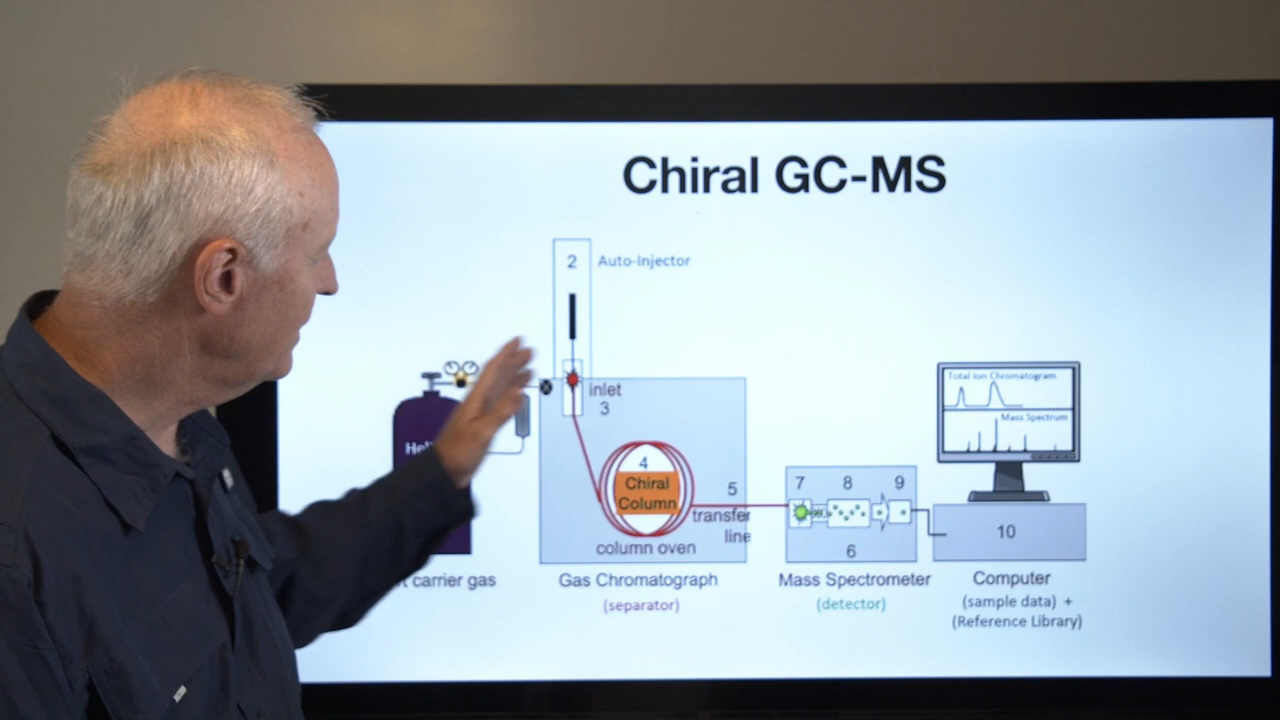 Chiral GC-MS
2
Auto-Injector
inlet
3
4
Chiral
Column
5
transfer
line
column oven
carrier gas
Gas Chromatograph
(separator)
7
8
9
6
Mass Spectrometer
(detector)
Total Ion Chromatogram
Mass Spectrum
10
Computer
(sample data) +
(Reference Library)